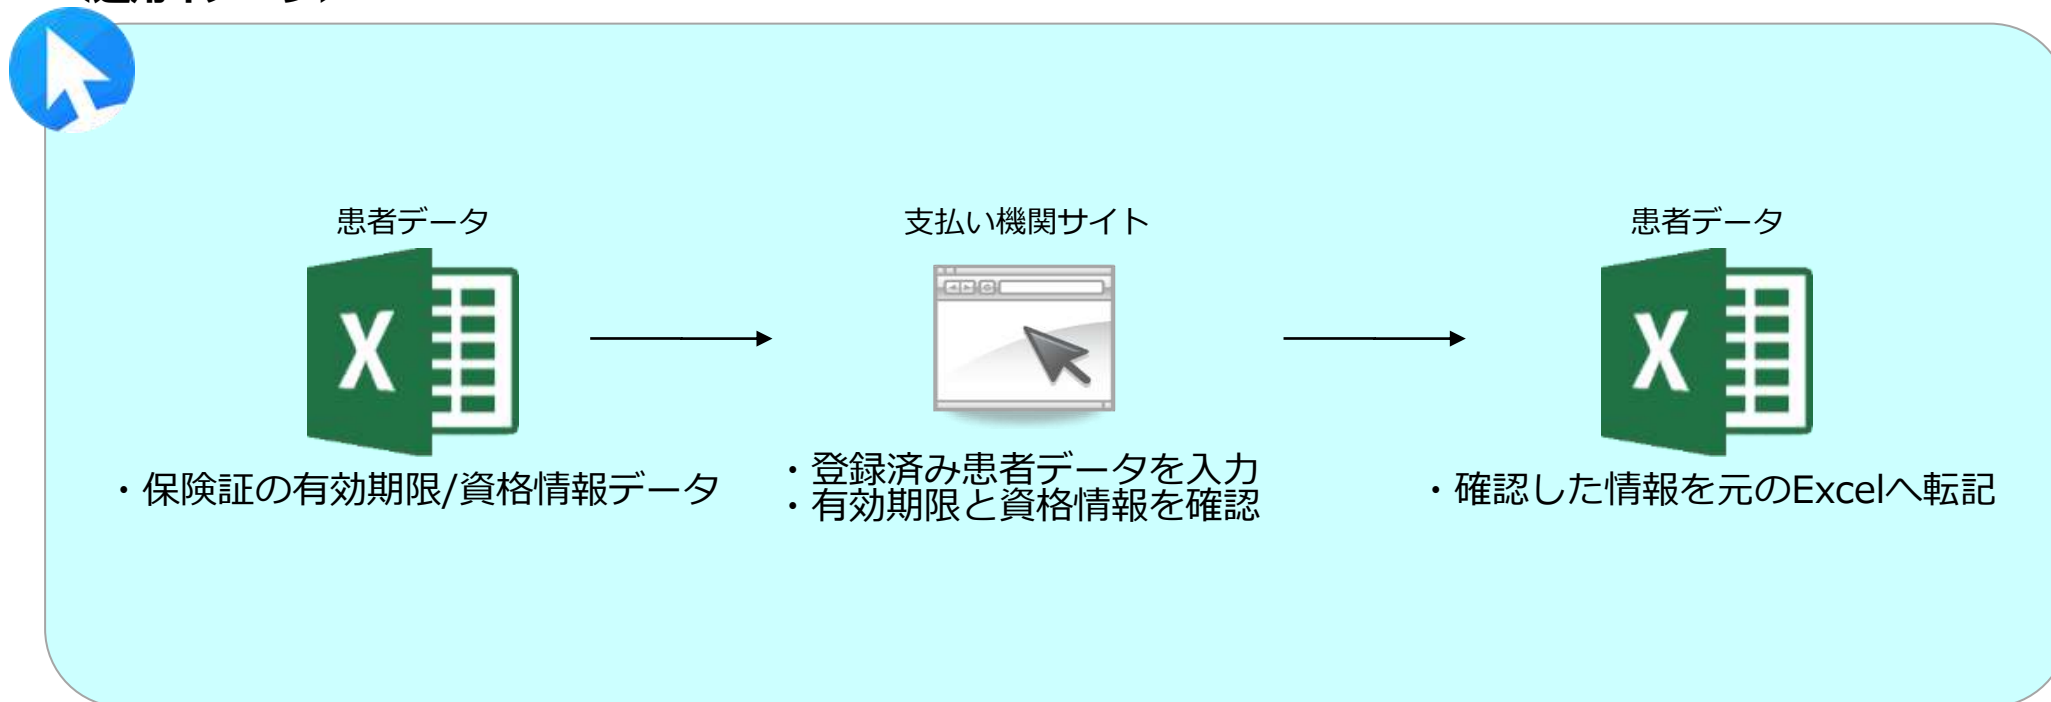 患者データ
支払い機関サイト
患者データ
X
X
・保険証の有効期限/資格情報データ
・登録済み患者データを入力
・有効期限と資格情報を確認
・確認した情報を元のExcelへ転記